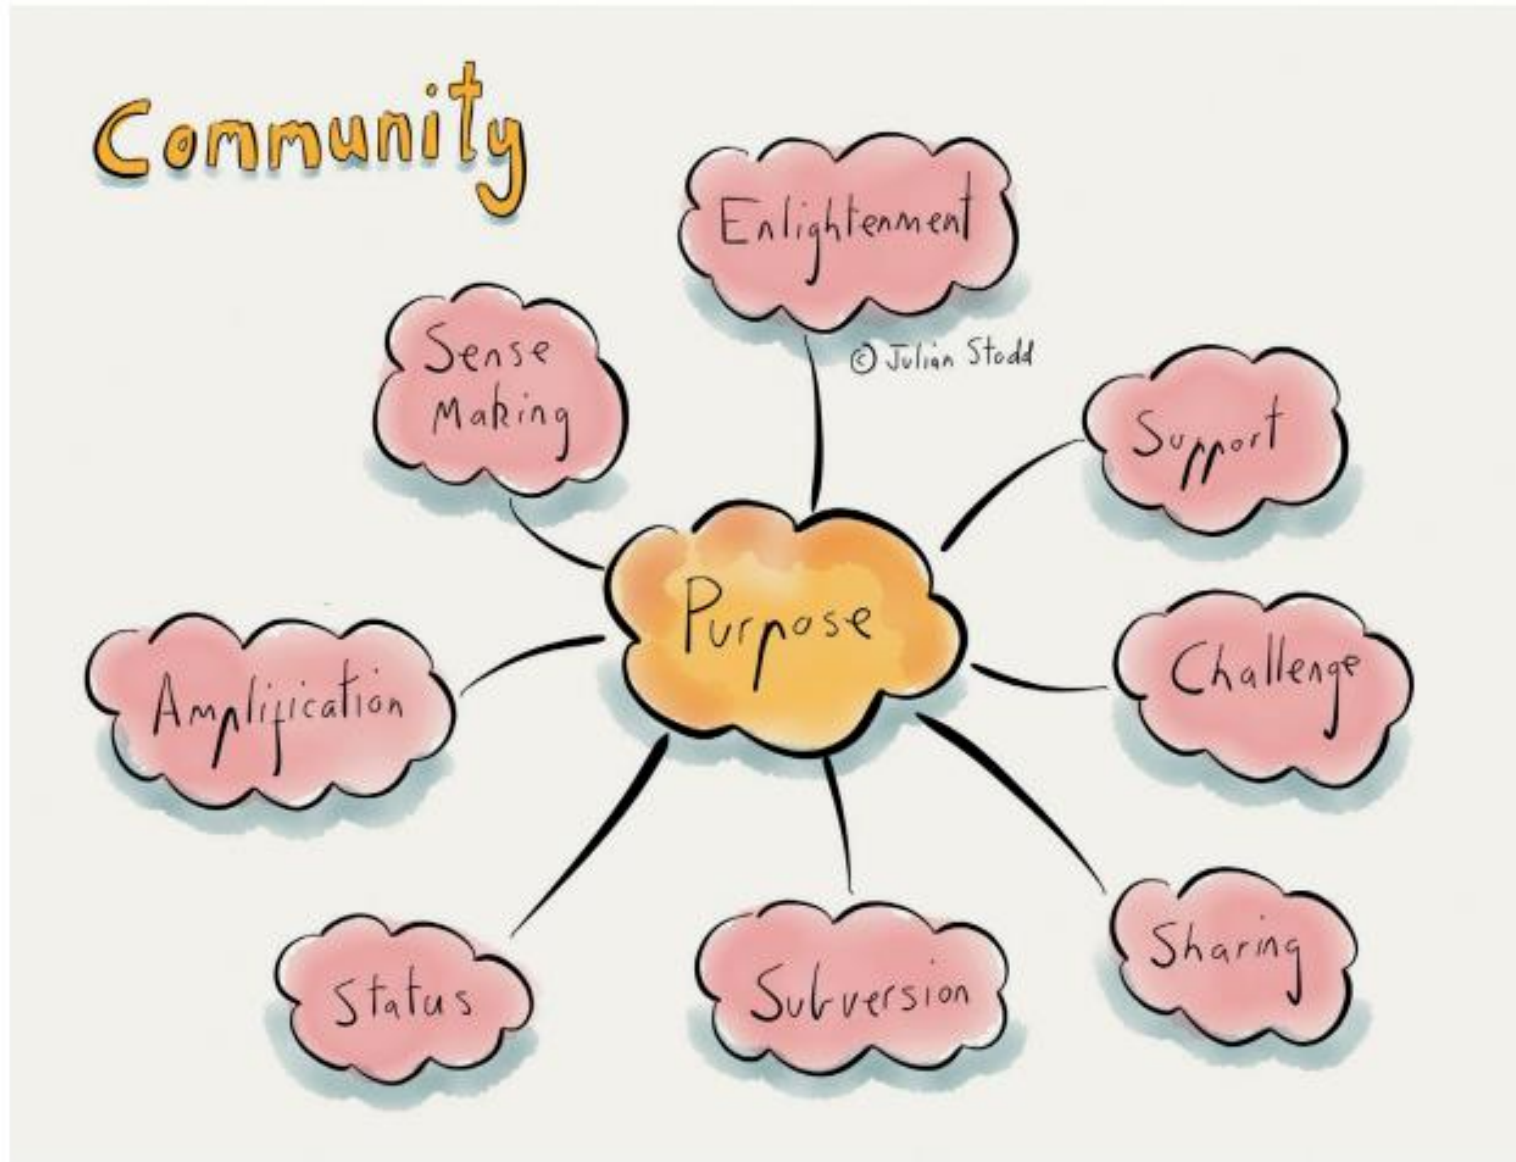 Community
Enlightenment
© Julian Stodd
Sense
Making
Support
Purpose
Challenge
Amplification
Sharing
Status
Subversion